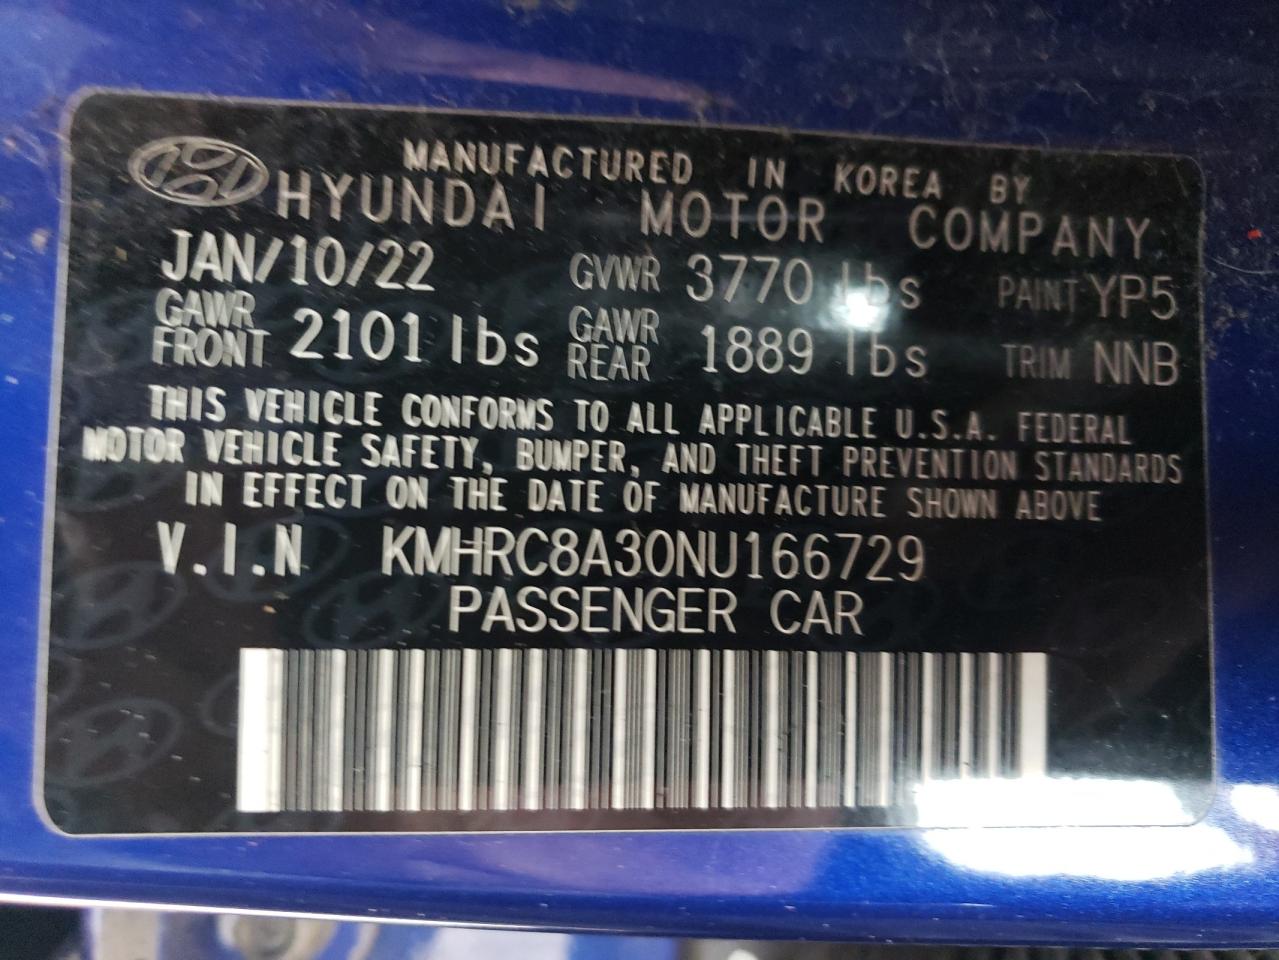 MANUFACTURED IN KOREA BY
HYUNDAI MOTOR COMPANY
JAN/10/22 GVWR 3770 lbs PAINT YP5
GAWR FRONT 2101 lbs GAWR REAR 1889 lbs TRIM NNB
THIS VEHICLE CONFORMS TO ALL APPLICABLE U.S.A. FEDERAL
MOTOR VEHICLE SAFETY, BUMPER, AND THEFT PREVENTION STANDARDS
IN EFFECT ON THE DATE OF MANUFACTURE SHOWN ABOVE
V.I.N KMHRC8A30NU166729
PASSENGER CAR